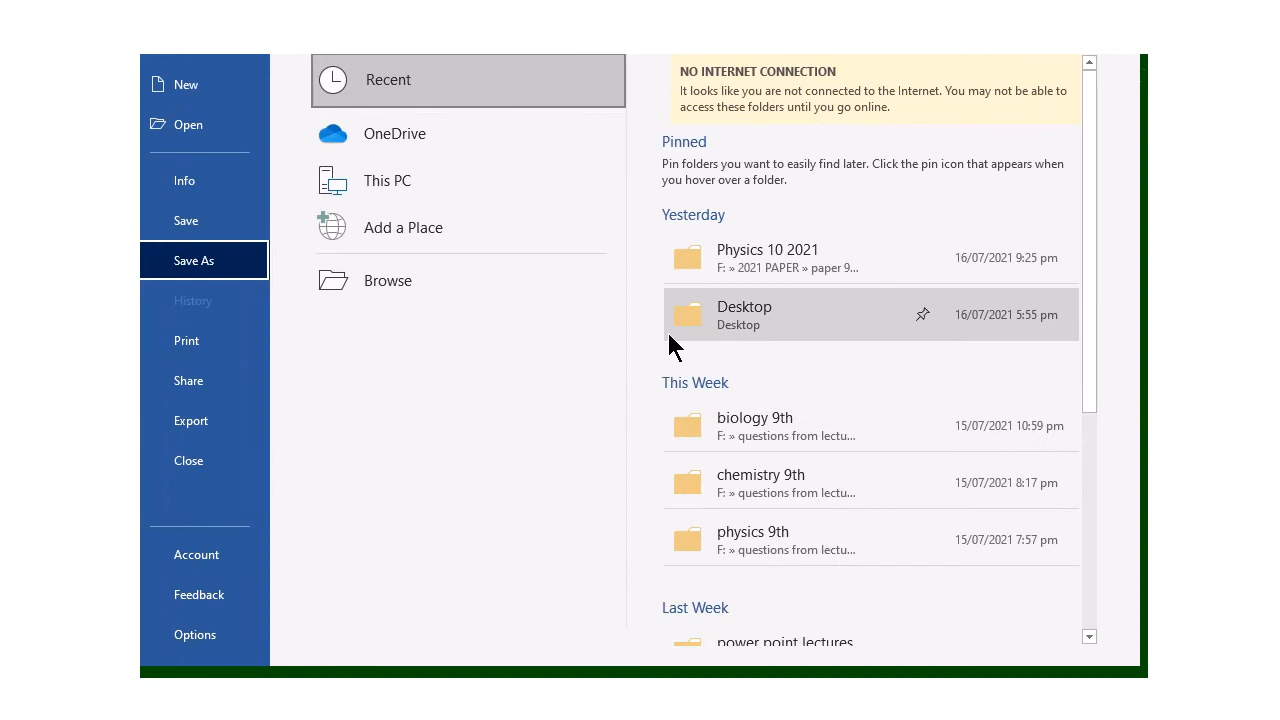 New
Open
Info
Save
Save As
History
Print
Share
Export
Close
Account
Feedback
Options
Recent
OneDrive
This PC
Add a Place
Browse
NO INTERNET CONNECTION
It looks like you are not connected to the Internet. You may not be able to
access these folders until you go online.
Pinned
Pin folders you want to easily find later. Click the pin icon that appears when
you hover over a folder.
Yesterday
Physics 10 2021 16/07/2021 9:25 pm
F: » 2021 PAPER » paper 9...
Desktop 16/07/2021 5:55 pm
Desktop
This Week
biology 9th 15/07/2021 10:59 pm
F: » questions from lectu...
chemistry 9th 15/07/2021 8:17 pm
F: » questions from lectu...
physics 9th 15/07/2021 7:57 pm
F: » questions from lectu...
Last Week
power point lectures